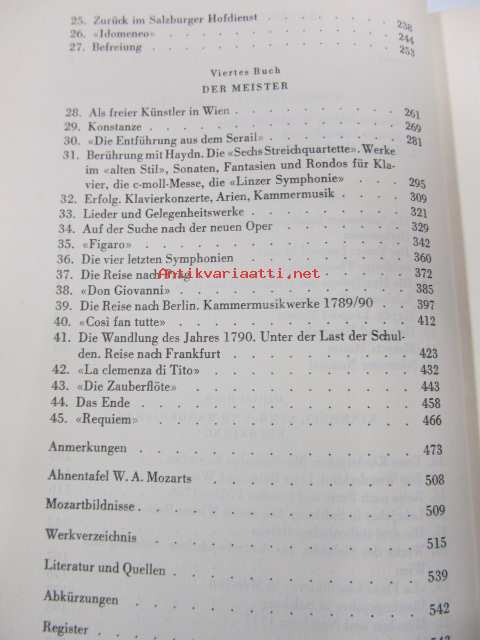 25. Zurück im Salzburger Hofdienst . . . . . . . . 238
26. «Idomeneo» . . . . . . . . . . . . 244
27. Befreiung . . . . . . . . . . . . 253
Viertes Buch
DER MEISTER
28. Als freier Künstler in Wien . . . . . . . . . 261
29. Konstanze . . . . . . . . . . . . 269
30. «Die Entführung aus dem Serail» . . . . . . . 281
31. Berührung mit Haydn. Die «Sechs Streichquartette». Werke
im «alten Stil», Sonaten, Fantasien und Rondos für Kla-
vier, die c-moll-Messe, die «Linzer Symphonie» . . . . 295
32. Erfolg. Klavierkonzerte, Arien, Kammermusik . . . . 309
33. Lieder und Gelegenheitswerke . . . . . . . . 321
34. Auf der Suche nach der neuen Oper . . . . . . 329
35. «Figaro» . . . . . . . . . . . . 342
36. Die vier letzten Symphonien . . . . . . . . 360
37. Die Reise nach Prag . . . . . . . . . . 372
Antikvariaatti.net
38. «Don Giovanni» . . . . . . . . . . . 385
39. Die Reise nach Berlin. Kammermusikwerke 1789/90 . . 397
40. «Così fan tutte» . . . . . . . . . . . 412
41. Die Wandlung des Jahres 1790. Unter der Last der Schul-
den. Reise nach Frankfurt . . . . . . . . . 423
42. «La clemenza di Tito» . . . . . . . . . . 432
43. «Die Zauberflöte» . . . . . . . . . . . 443
44. Das Ende . . . . . . . . . . . . 458
45. «Requiem» . . . . . . . . . . . . 466
Anmerkungen . . . . . . . . . . . . 473
Ahnentafel W. A. Mozarts . . . . . . . . . . 508
Mozartbildnisse . . . . . . . . . . . . 509
Werkverzeichnis . . . . . . . . . . . . 515
Literatur und Quellen . . . . . . . . . . . 539
Abkürzungen . . . . . . . . . . . . 542
Register . . . . . . . . . . . . 543